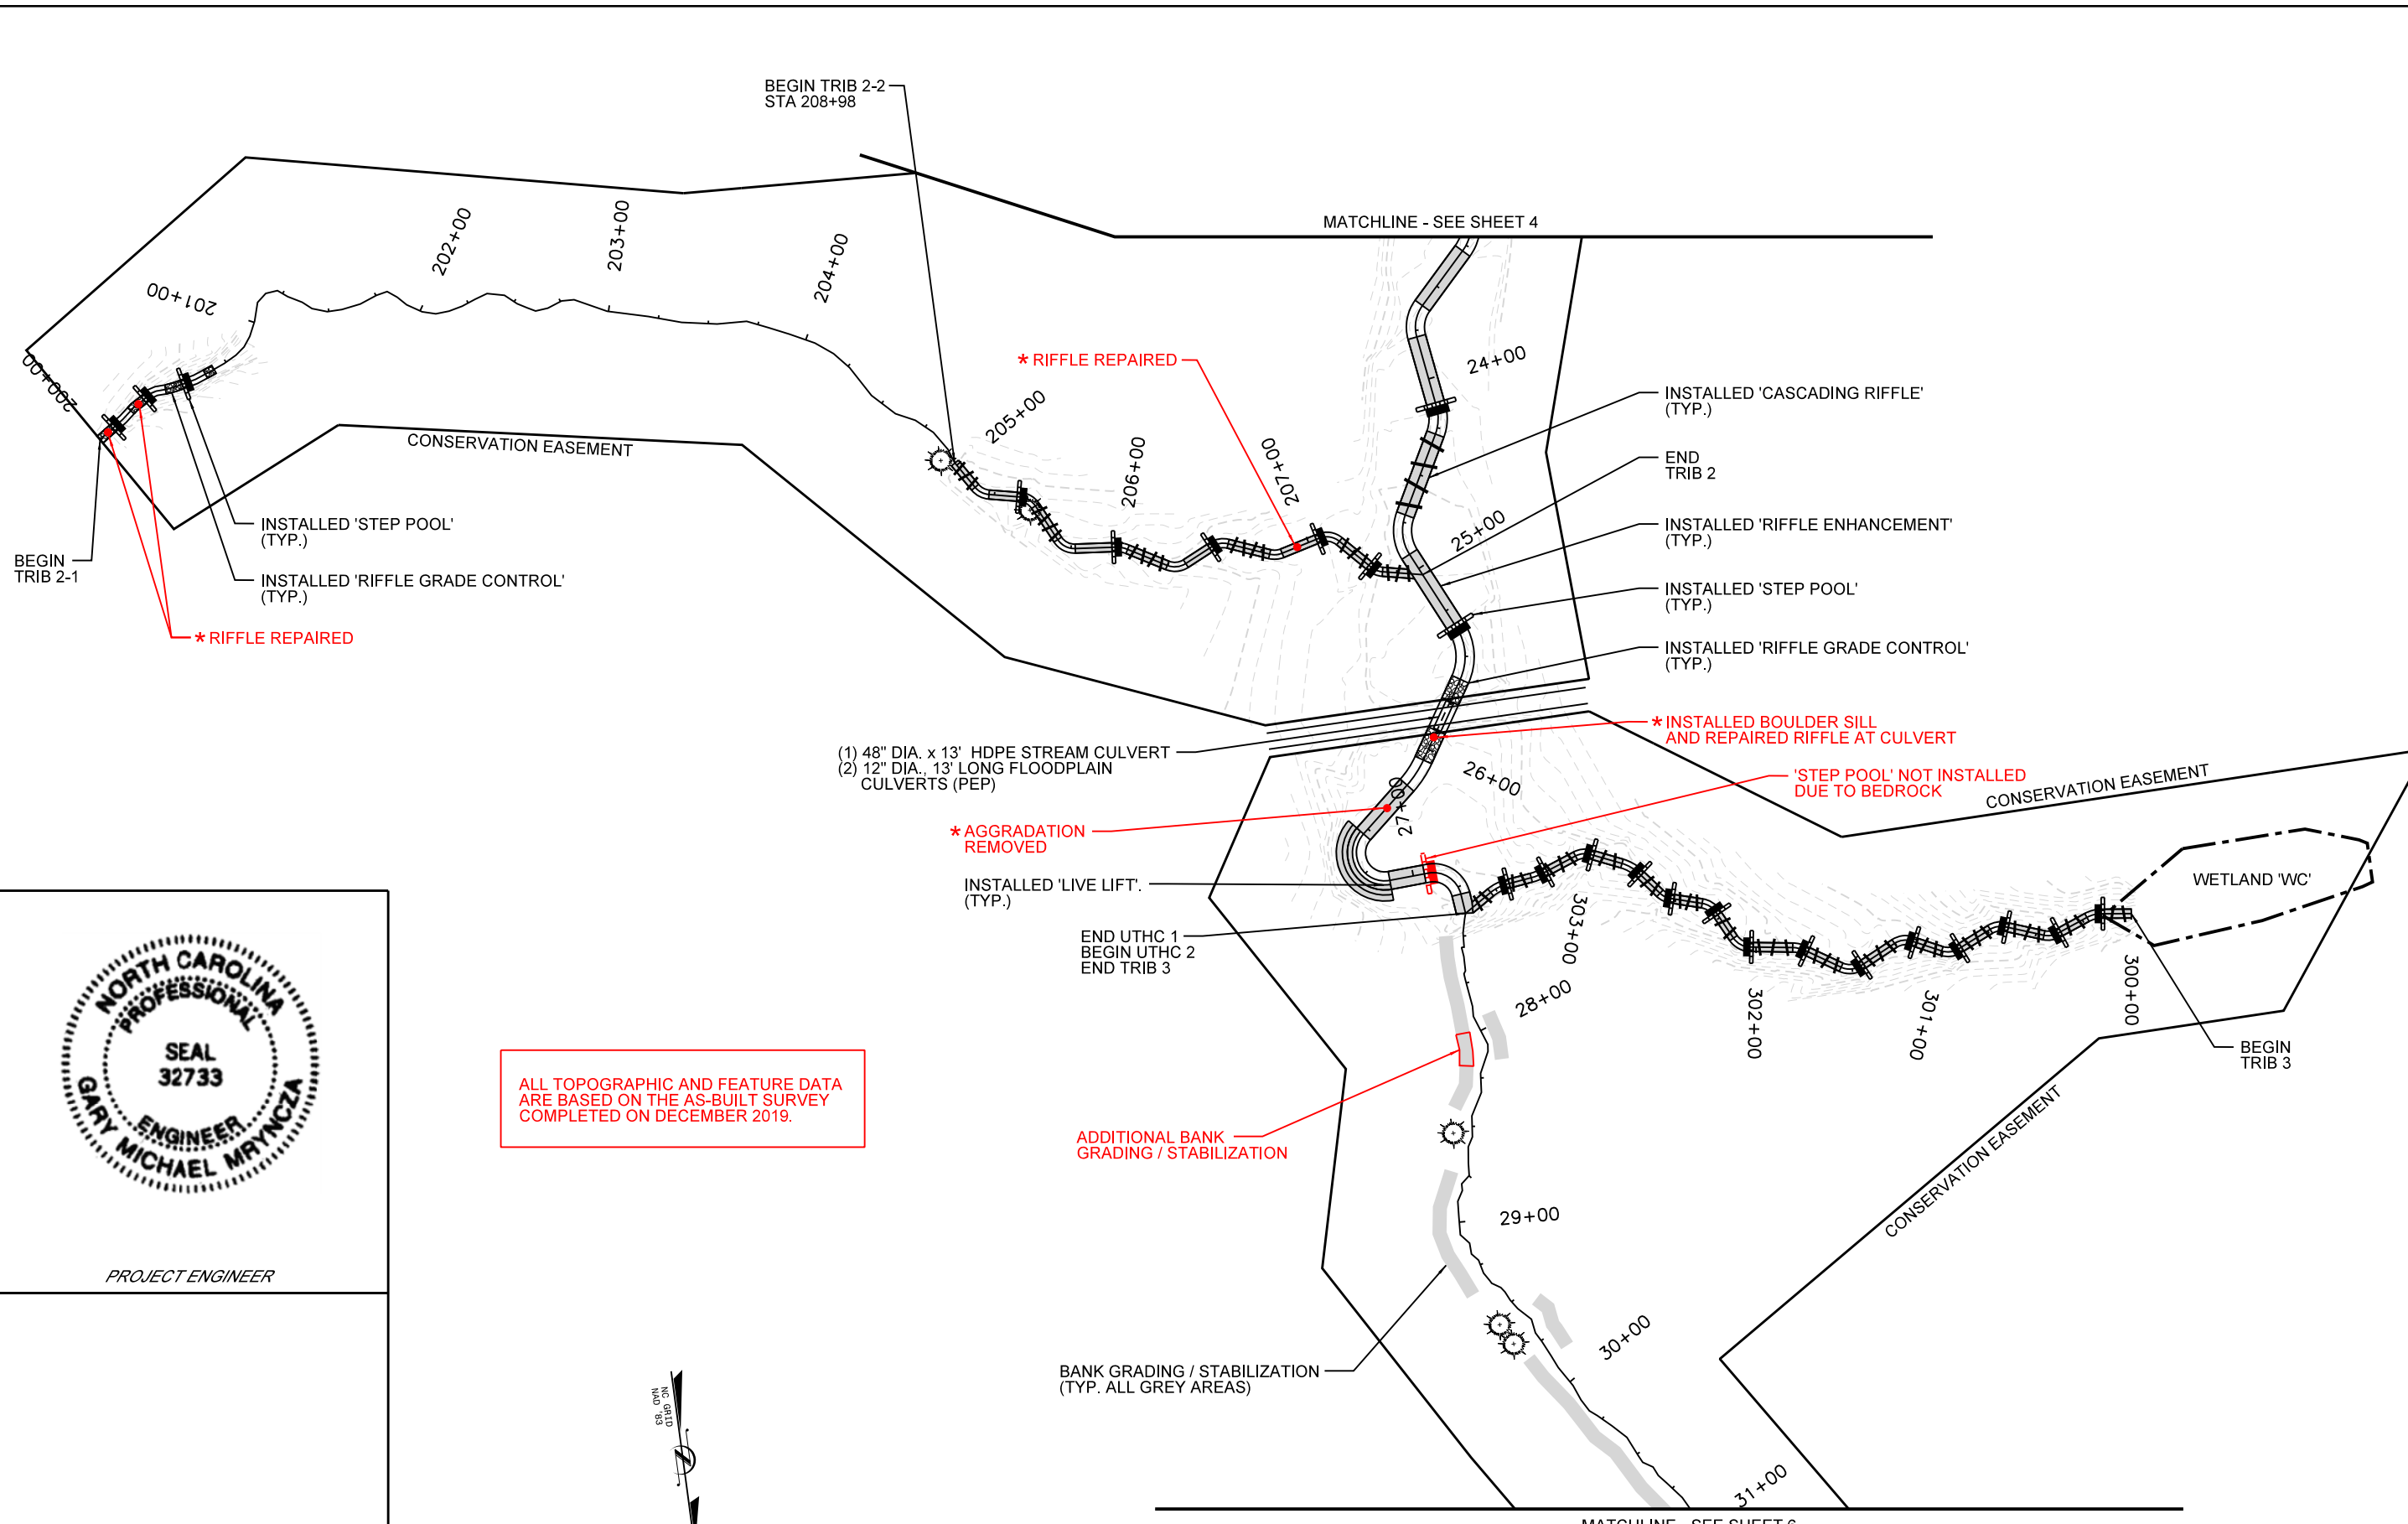 BEGIN TRIB 2-2
STA 208+98
MATCHLINE - SEE SHEET 4
202+00
203+00
204+00
201+00
200+00
* RIFFLE REPAIRED
24+00
205+00
206+00
207+00
CONSERVATION EASEMENT
INSTALLED 'CASCADING RIFFLE'
(TYP.)
END
TRIB 2
25+00
INSTALLED 'RIFFLE ENHANCEMENT'
(TYP.)
INSTALLED 'STEP POOL'
(TYP.)
INSTALLED 'RIFFLE GRADE CONTROL'
(TYP.)
BEGIN
TRIB 2-1
INSTALLED 'STEP POOL'
(TYP.)
INSTALLED 'RIFFLE GRADE CONTROL'
(TYP.)
* RIFFLE REPAIRED
* INSTALLED BOULDER SILL
AND REPAIRED RIFFLE AT CULVERT
(1) 48" DIA. x 13' HDPE STREAM CULVERT
(2) 12" DIA., 13' LONG FLOODPLAIN
CULVERTS (PEP)
26+00
'STEP POOL' NOT INSTALLED
DUE TO BEDROCK
CONSERVATION EASEMENT
27+00
* AGGRADATION
REMOVED
INSTALLED 'LIVE LIFT'.
(TYP.)
WETLAND 'WC'
END UTHC 1
BEGIN UTHC 2
END TRIB 3
303+00
302+00
301+00
300+00
28+00
BEGIN
TRIB 3
NORTH CAROLINA
PROFESSIONAL
SEAL
32733
ENGINEER
GARY MICHAEL MRYNCZA
PROJECT ENGINEER
ALL TOPOGRAPHIC AND FEATURE DATA
ARE BASED ON THE AS-BUILT SURVEY
COMPLETED ON DECEMBER 2019.
ADDITIONAL BANK
GRADING / STABILIZATION
CONSERVATION EASEMENT
29+00
30+00
BANK GRADING / STABILIZATION
(TYP. ALL GREY AREAS)
NC GRID
NAD '83
31+00
MATCHLINE - SEE SHEET 6